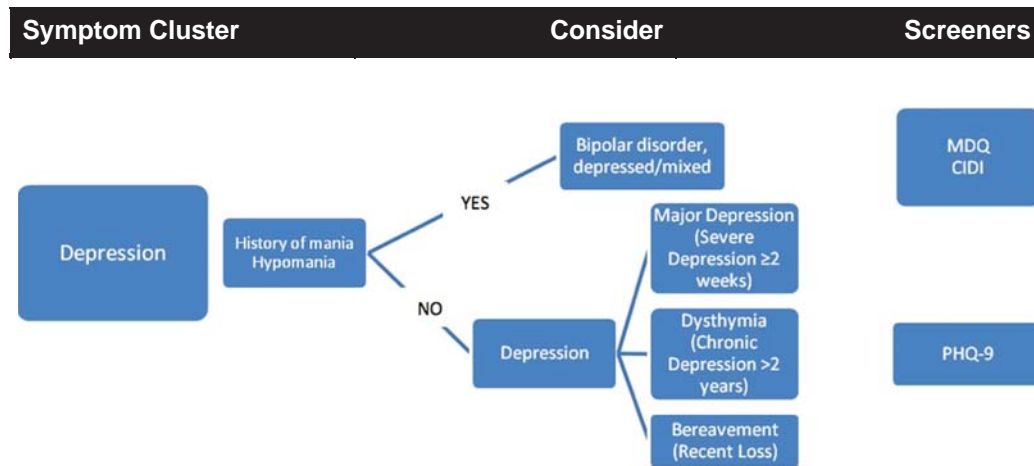 Symptom Cluster Consider Screeners
Depression
History of mania
Hypomania
YES
Bipolar disorder,
depressed/mixed
MDQ
CIDI
NO
Depression
Major Depression
(Severe
Depression ≥2
weeks)
Dysthymia
(Chronic
Depression >2
years)
Bereavement
(Recent Loss)
PHQ-9